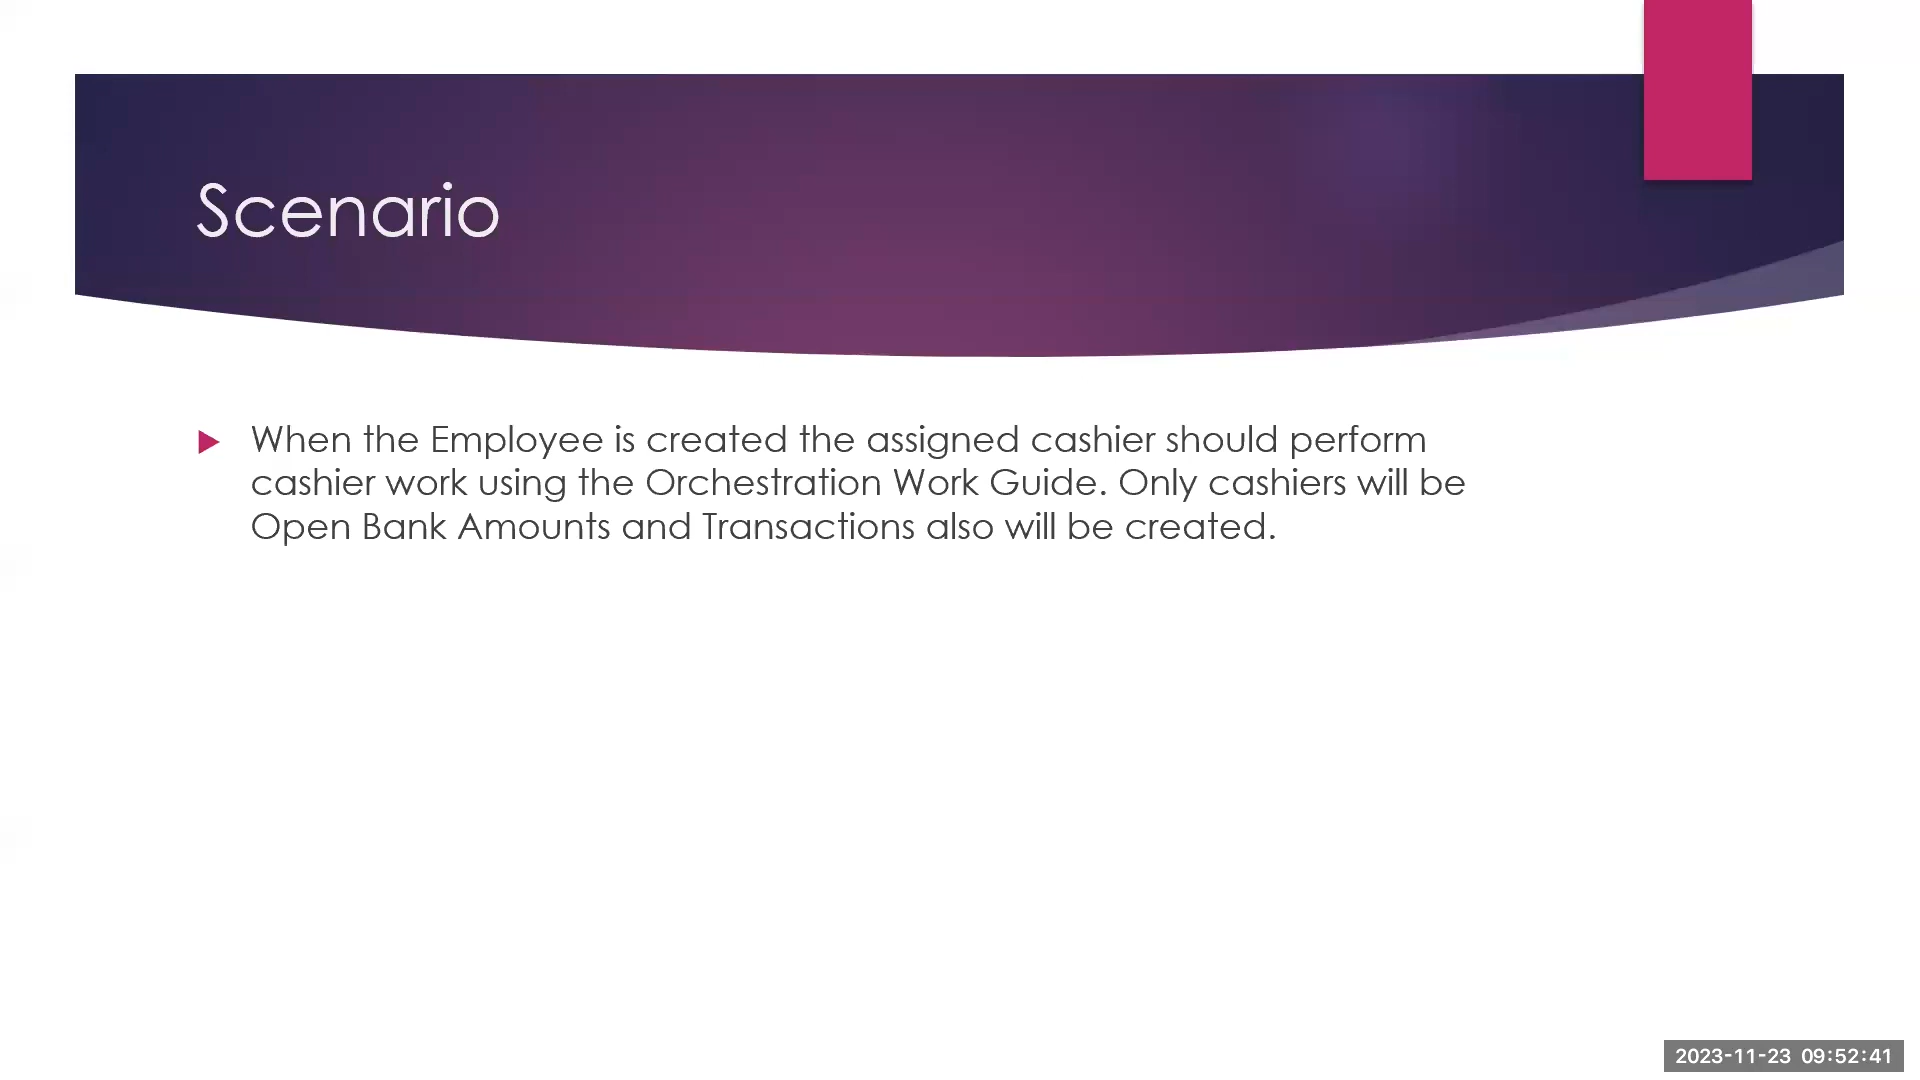 Scenario
When the Employee is created the assigned cashier should perform
cashier work using the Orchestration Work Guide. Only cashiers will be
Open Bank Amounts and Transactions also will be created.
2023-11-23 09:52:41